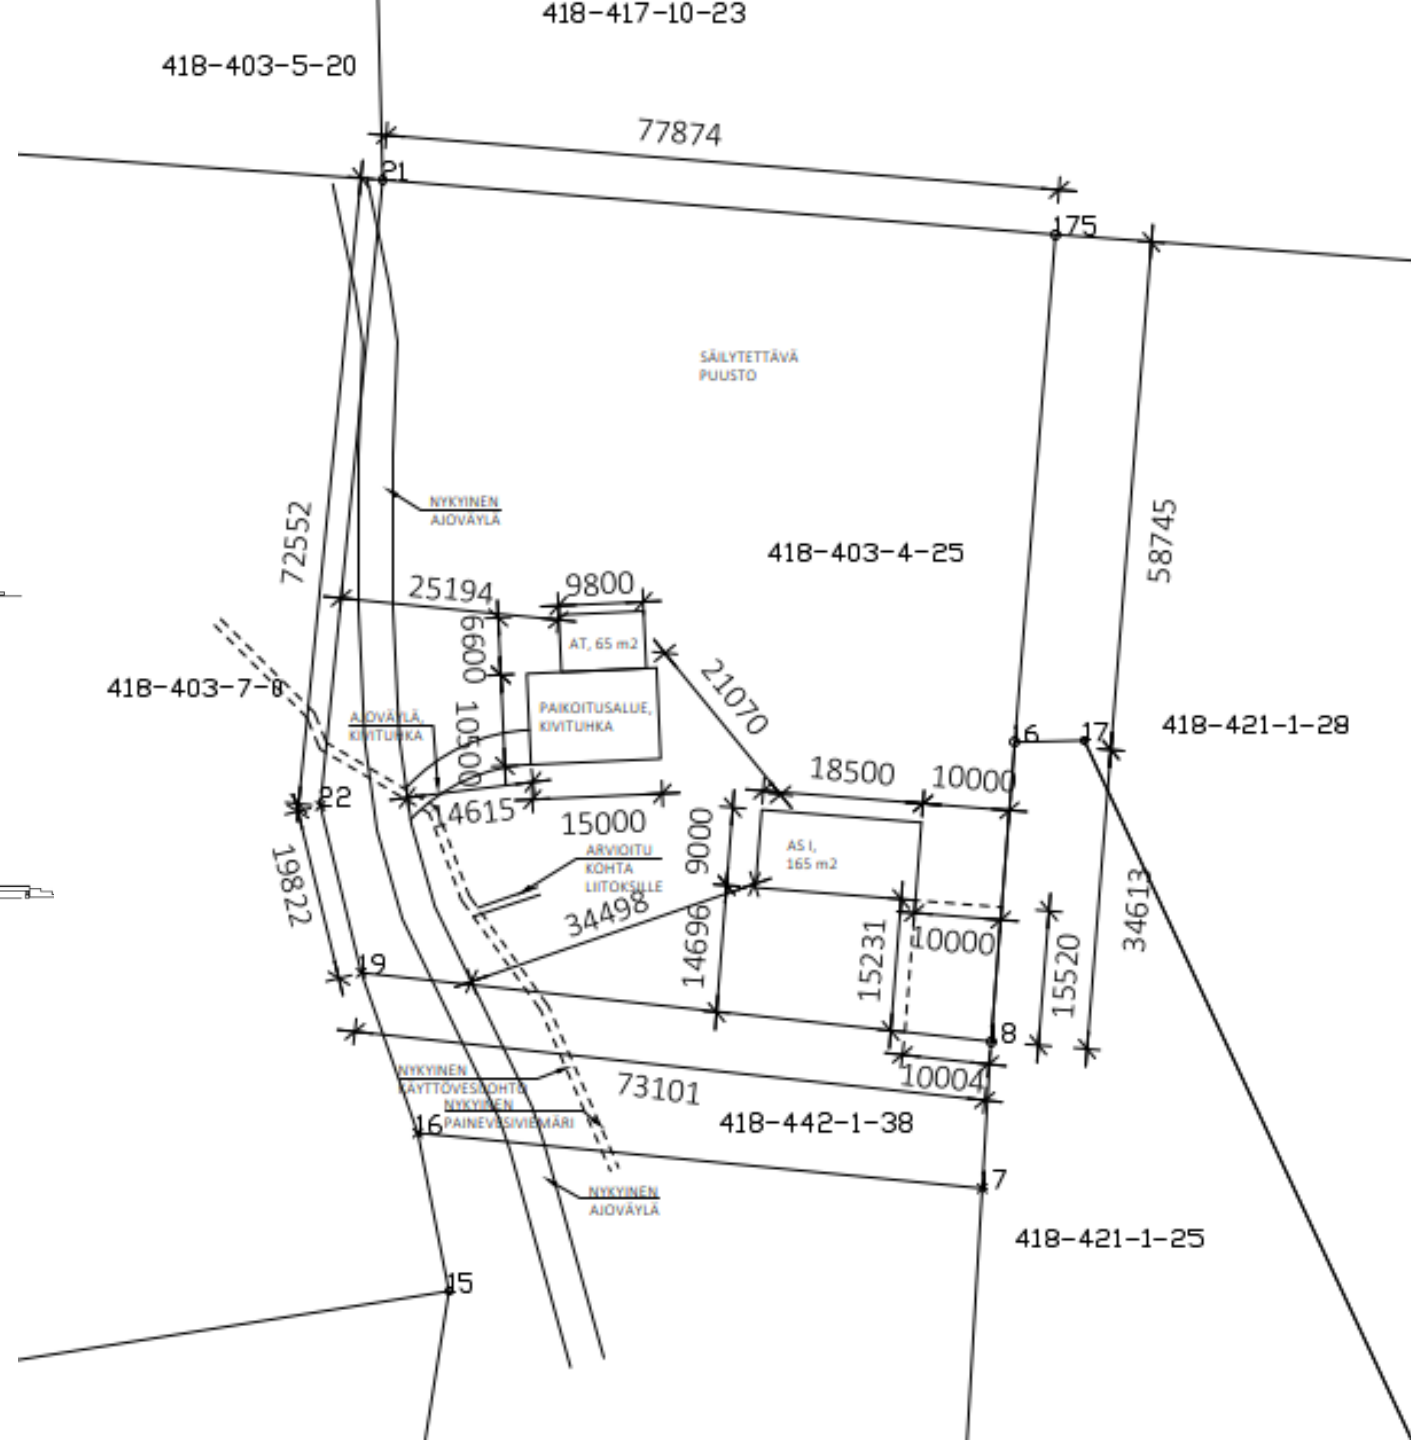 418-417-10-23
418-403-5-20
77874
21
175
SÄILYTETTÄVÄ
PUUSTO
NYKYINEN
AJOVÄYLÄ
72552
58745
418-403-4-25
25194
9800
6600
AT, 65 m2
21070
418-403-7-0
AJOVÄYLÄ,
KIVITUHKA
10500
PAIKOITUSALUE,
KIVITUHKA
418-421-1-28
16
17
18500
10000
22
14615
15000
9000
AS I,
165 m2
ARVIOITU
KOHTA
LIITOKSILLE
19822
34498
14696
15231
10000
15520
34613
19
8
NYKYINEN
KÄYTTÖVESIJOHTO
73101
10004
NYKYINEN
PAINEVESIVIEMÄRI
16
418-442-1-38
7
NYKYINEN
AJOVÄYLÄ
418-421-1-25
15